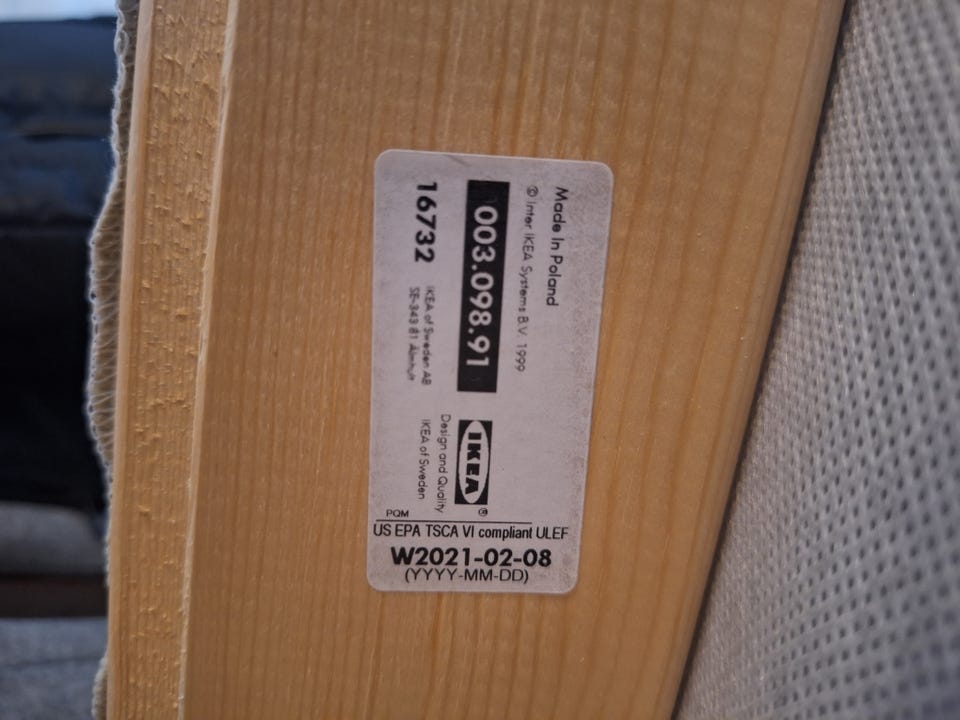 Made in Poland
© Inter IKEA Systems B.V. 1999
003.098.91
16732
IKEA of Sweden AB
SE-343 81 Älmhult
IKEA®
Design and Quality
IKEA of Sweden
PQM
US EPA TSCA VI compliant ULEF
W2021-02-08
(YYYY-MM-DD)